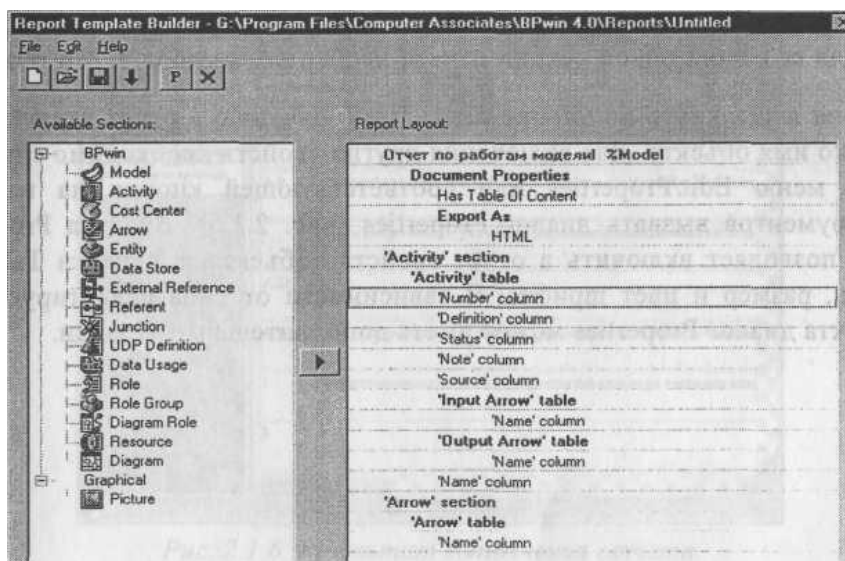 Report Template Builder - G:\Program Files\Computer Associates\BPwin 4.0\Reports\Untitled
File Edit Help
P
Available Sections:
BPwin
Model
Activity
Cost Center
Arrow
Entity
Data Store
External Reference
Referent
Junction
UDP Definition
Data Usage
Role
Role Group
Diagram Role
Resource
Diagram
Graphical
Picture
Report Layout:
Отчет по работам модели %Model
Document Properties
Has Table Of Content
Export As
HTML
'Activity' section
'Activity' table
'Number' column
'Definition' column
'Status' column
'Note' column
'Source' column
'Input Arrow' table
'Name' column
'Output Arrow' table
'Name' column
'Name' column
'Arrow' section
'Arrow' table
'Name' column